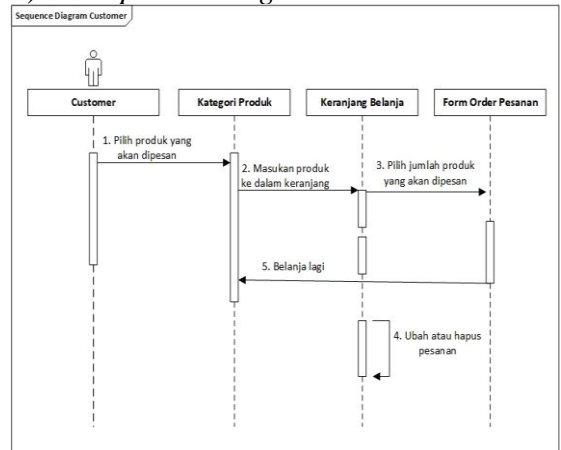 Sequence Diagram Customer
Customer
Kategori Produk
Keranjang Belanja
Form Order Pesanan
1. Pilih produk yang
akan dipesan
2. Masukan produk
ke dalam keranjang
3. Pilih jumlah produk
yang akan dipesan
5. Belanja lagi
4. Ubah atau hapus
pesanan